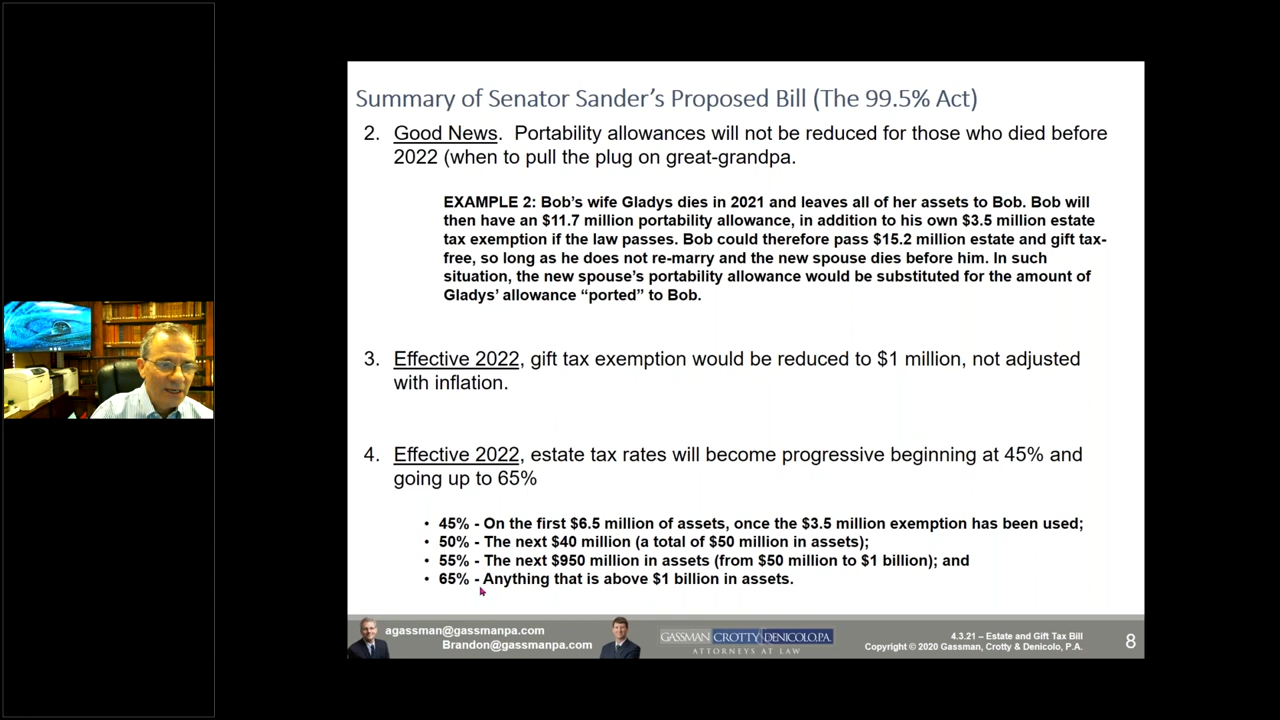 Summary of Senator Sander's Proposed Bill (The 99.5% Act)
2. Good News. Portability allowances will not be reduced for those who died before
2022 (when to pull the plug on great-grandpa.
EXAMPLE 2: Bob's wife Gladys dies in 2021 and leaves all of her assets to Bob. Bob will
then have an $11.7 million portability allowance, in addition to his own $3.5 million estate
tax exemption if the law passes. Bob could therefore pass $15.2 million estate and gift tax-
free, so long as he does not re-marry and the new spouse dies before him. In such
situation, the new spouse's portability allowance would be substituted for the amount of
Gladys' allowance “ported” to Bob.
3. Effective 2022, gift tax exemption would be reduced to $1 million, not adjusted
with inflation.
4. Effective 2022, estate tax rates will become progressive beginning at 45% and
going up to 65%
• 45% - On the first $6.5 million of assets, once the $3.5 million exemption has been used;
• 50% - The next $40 million (a total of $50 million in assets);
• 55% - The next $950 million in assets (from $50 million to $1 billion); and
• 65% - Anything that is above $1 billion in assets.
agassman@gassmanpa.com
Brandon@gassmanpa.com
GASSMAN CROTTY DENICOLO, P.A.
ATTORNEYS AT LAW
4.3.21 – Estate and Gift Tax Bill
Copyright © 2020 Gassman, Crotty & Denicolo, P.A.
8